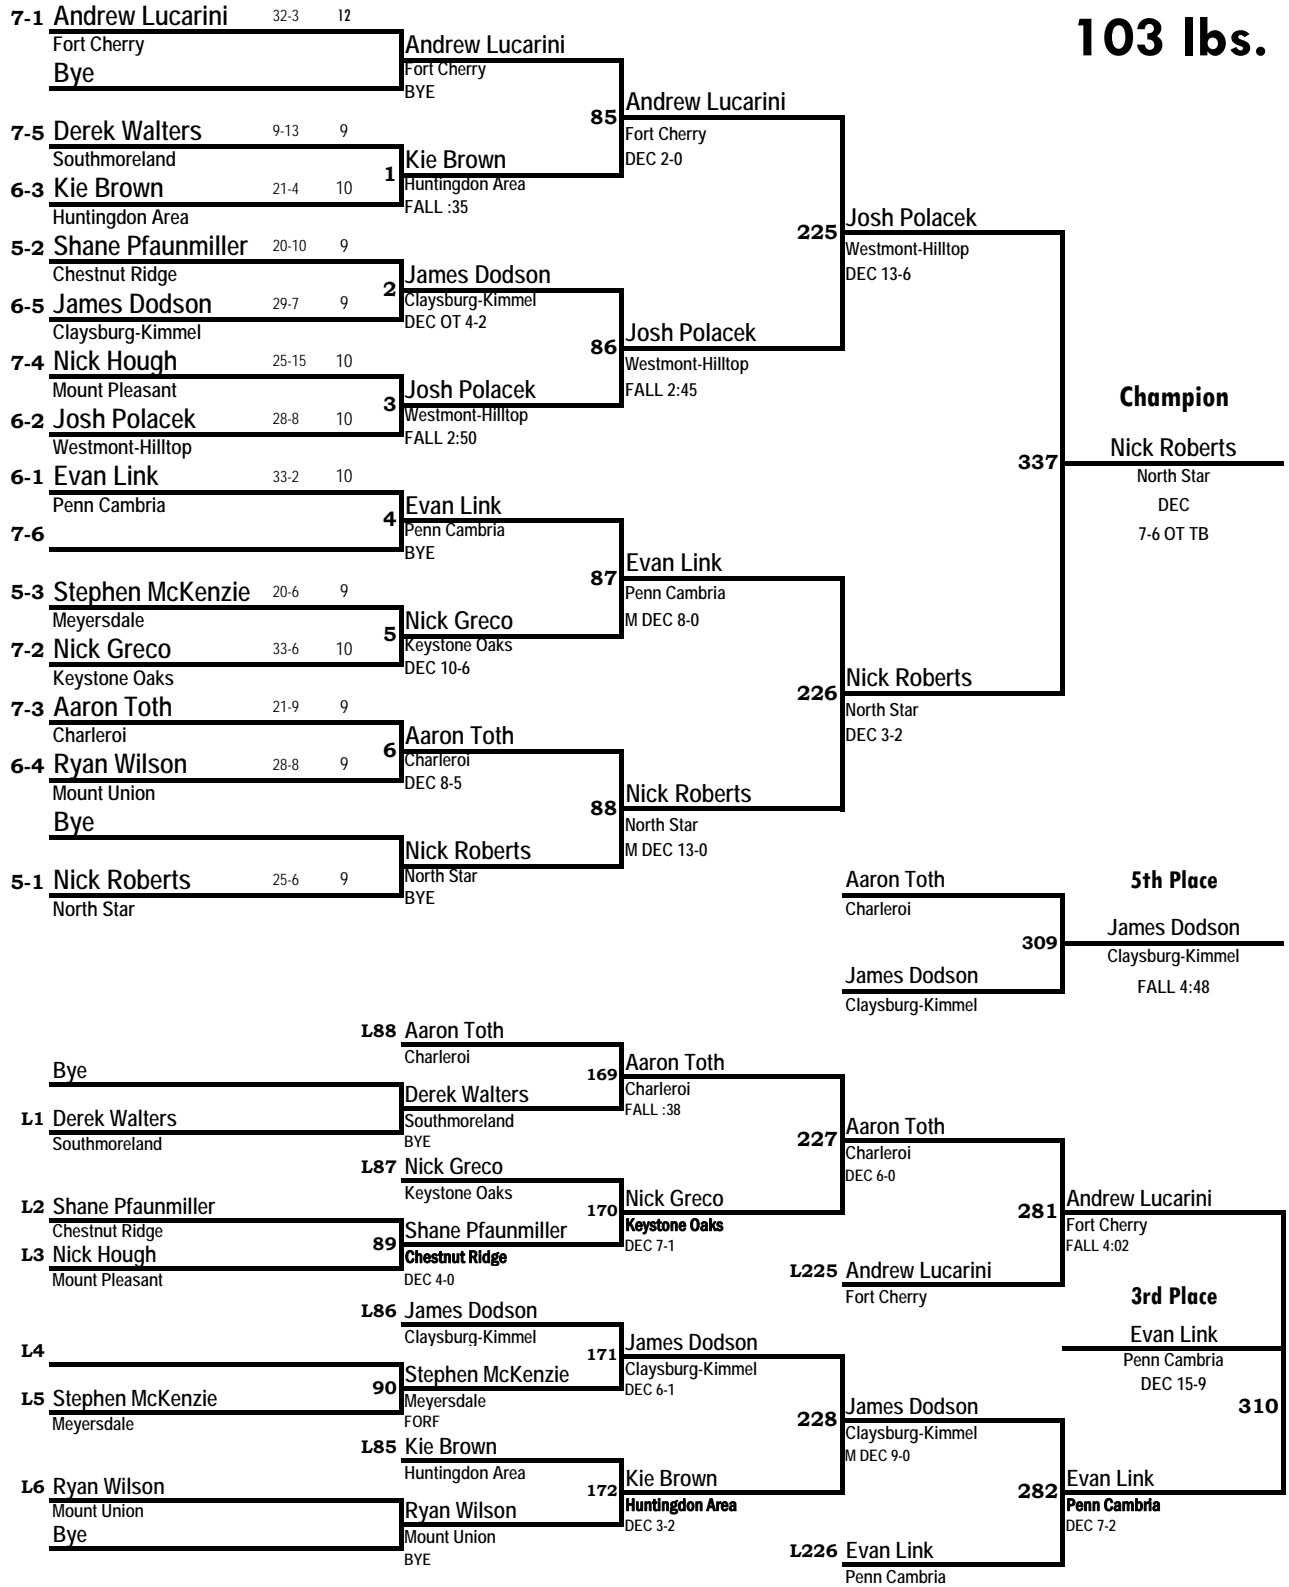 103 lbs.
7-1 Andrew Lucarini 32-3 12
Fort Cherry
Bye
Andrew Lucarini
Fort Cherry
BYE
7-5 Derek Walters 9-13 9
Southmoreland
6-3 Kie Brown 21-4 10
Huntingdon Area
1 Kie Brown
Huntingdon Area
FALL :35
85 Andrew Lucarini
Fort Cherry
DEC 2-0
5-2 Shane Pfaunmiller 20-10 9
Chestnut Ridge
6-5 James Dodson 29-7 9
Claysburg-Kimmel
2 James Dodson
Claysburg-Kimmel
DEC OT 4-2
7-4 Nick Hough 25-15 10
Mount Pleasant
6-2 Josh Polacek 28-8 10
Westmont-Hilltop
3 Josh Polacek
Westmont-Hilltop
FALL 2:50
86 Josh Polacek
Westmont-Hilltop
FALL 2:45
225 Josh Polacek
Westmont-Hilltop
DEC 13-6
6-1 Evan Link 33-2 10
Penn Cambria
7-6
4 Evan Link
Penn Cambria
BYE
5-3 Stephen McKenzie 20-6 9
Meyersdale
7-2 Nick Greco 33-6 10
Keystone Oaks
5 Nick Greco
Keystone Oaks
DEC 10-6
87 Evan Link
Penn Cambria
M DEC 8-0
7-3 Aaron Toth 21-9 9
Charleroi
6-4 Ryan Wilson 28-8 9
Mount Union
6 Aaron Toth
Charleroi
DEC 8-5
Bye
5-1 Nick Roberts 25-6 9
North Star
Nick Roberts
North Star
BYE
88 Nick Roberts
North Star
M DEC 13-0
226 Nick Roberts
North Star
DEC 3-2
Champion
337 Nick Roberts
North Star
DEC
7-6 OT TB
Aaron Toth
Charleroi
James Dodson
Claysburg-Kimmel
5th Place
309 James Dodson
Claysburg-Kimmel
FALL 4:48
L88 Aaron Toth
Charleroi
Bye
L1 Derek Walters
Southmoreland
Derek Walters
Southmoreland
BYE
169 Aaron Toth
Charleroi
FALL :38
L87 Nick Greco
Keystone Oaks
L2 Shane Pfaunmiller
Chestnut Ridge
L3 Nick Hough
Mount Pleasant
89 Shane Pfaunmiller
Chestnut Ridge
DEC 4-0
170 Nick Greco
Keystone Oaks
DEC 7-1
227 Aaron Toth
Charleroi
DEC 6-0
L225 Andrew Lucarini
Fort Cherry
281 Andrew Lucarini
Fort Cherry
FALL 4:02
L86 James Dodson
Claysburg-Kimmel
L4
L5 Stephen McKenzie
Meyersdale
90 Stephen McKenzie
Meyersdale
FORF
171 James Dodson
Claysburg-Kimmel
DEC 6-1
L85 Kie Brown
Huntingdon Area
L6 Ryan Wilson
Mount Union
Bye
Ryan Wilson
Mount Union
BYE
172 Kie Brown
Huntingdon Area
DEC 3-2
228 James Dodson
Claysburg-Kimmel
M DEC 9-0
L226 Evan Link
Penn Cambria
282 Evan Link
Penn Cambria
DEC 7-2
3rd Place
Evan Link
Penn Cambria
DEC 15-9
310